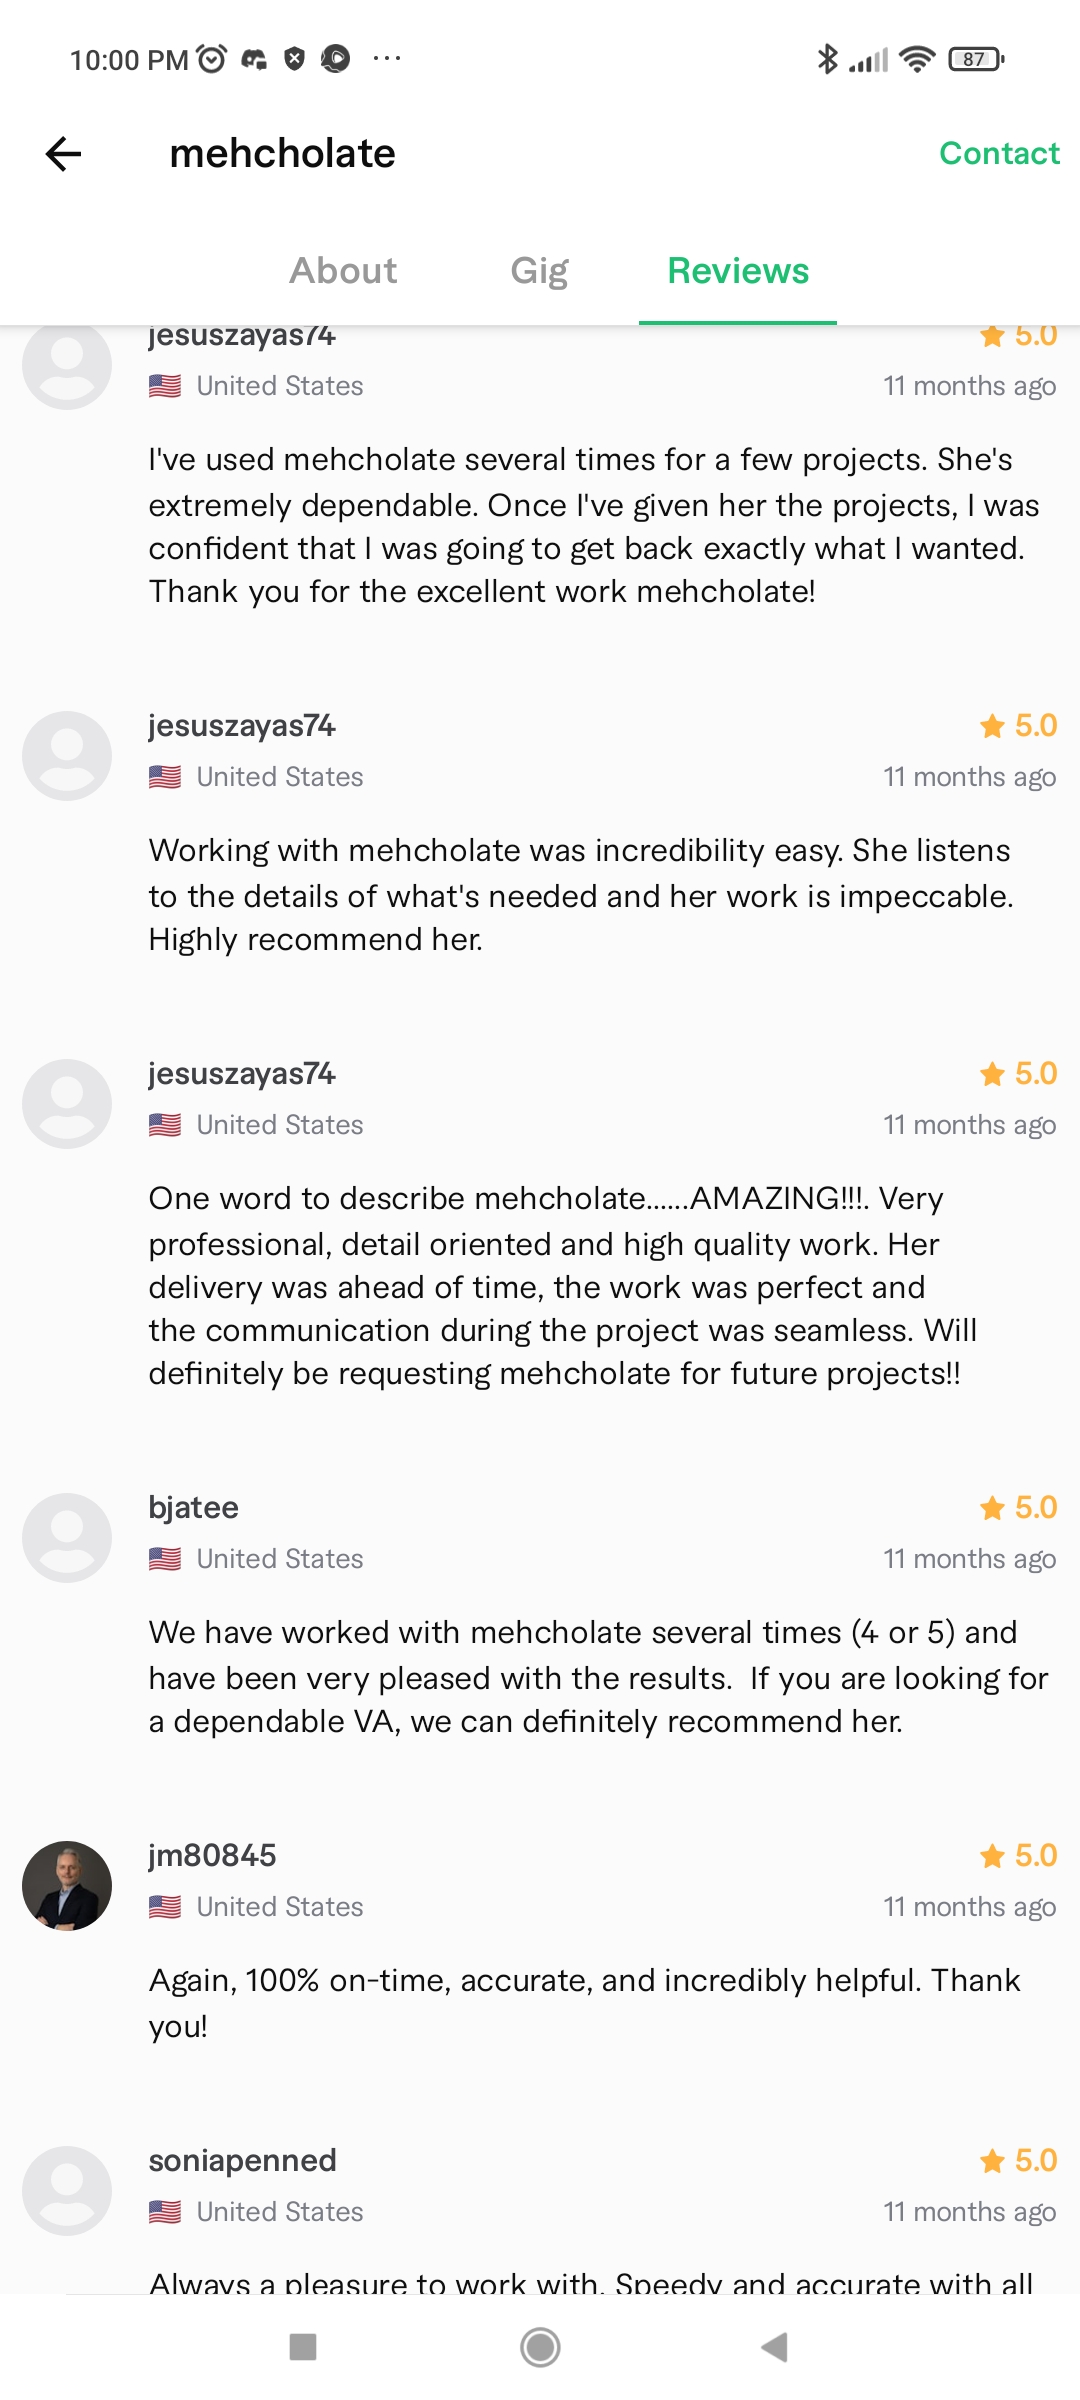 10:00 PM
87
mehcholate
Contact
About
Gig
Reviews
jesuszayas74
5.0
United States
11 months ago
I've used mehcholate several times for a few projects. She's
extremely dependable. Once I've given her the projects, I was
confident that I was going to get back exactly what I wanted.
Thank you for the excellent work mehcholate!
jesuszayas74
5.0
United States
11 months ago
Working with mehcholate was incredibility easy. She listens
to the details of what's needed and her work is impeccable.
Highly recommend her.
jesuszayas74
5.0
United States
11 months ago
One word to describe mehcholate......AMAZING!!!. Very
professional, detail oriented and high quality work. Her
delivery was ahead of time, the work was perfect and
the communication during the project was seamless. Will
definitely be requesting mehcholate for future projects!!
bjatee
5.0
United States
11 months ago
We have worked with mehcholate several times (4 or 5) and
have been very pleased with the results.  If you are looking for
a dependable VA, we can definitely recommend her.
jm80845
5.0
United States
11 months ago
Again, 100% on-time, accurate, and incredibly helpful. Thank
you!
soniapenned
5.0
United States
11 months ago
Always a pleasure to work with. Speedy and accurate with all